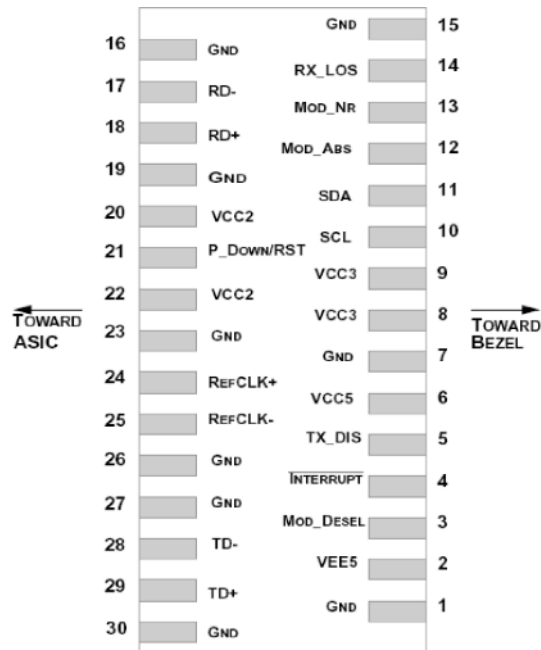 GND 15
16 GND
RX_LOS 14
17 RD-
MOD_NR 13
18 RD+
MOD_ABS 12
19 GND
SDA 11
20 VCC2
SCL 10
21 P_DOWN/RST
VCC3 9
22 VCC2
VCC3 8
TOWARD ASIC
TOWARD BEZEL
23 GND
GND 7
24 REFCLK+
VCC5 6
25 REFCLK-
TX_DIS 5
26 GND
INTERRUPT 4
27 GND
MOD_DESEL 3
28 TD-
VEE5 2
29 TD+
GND 1
30 GND